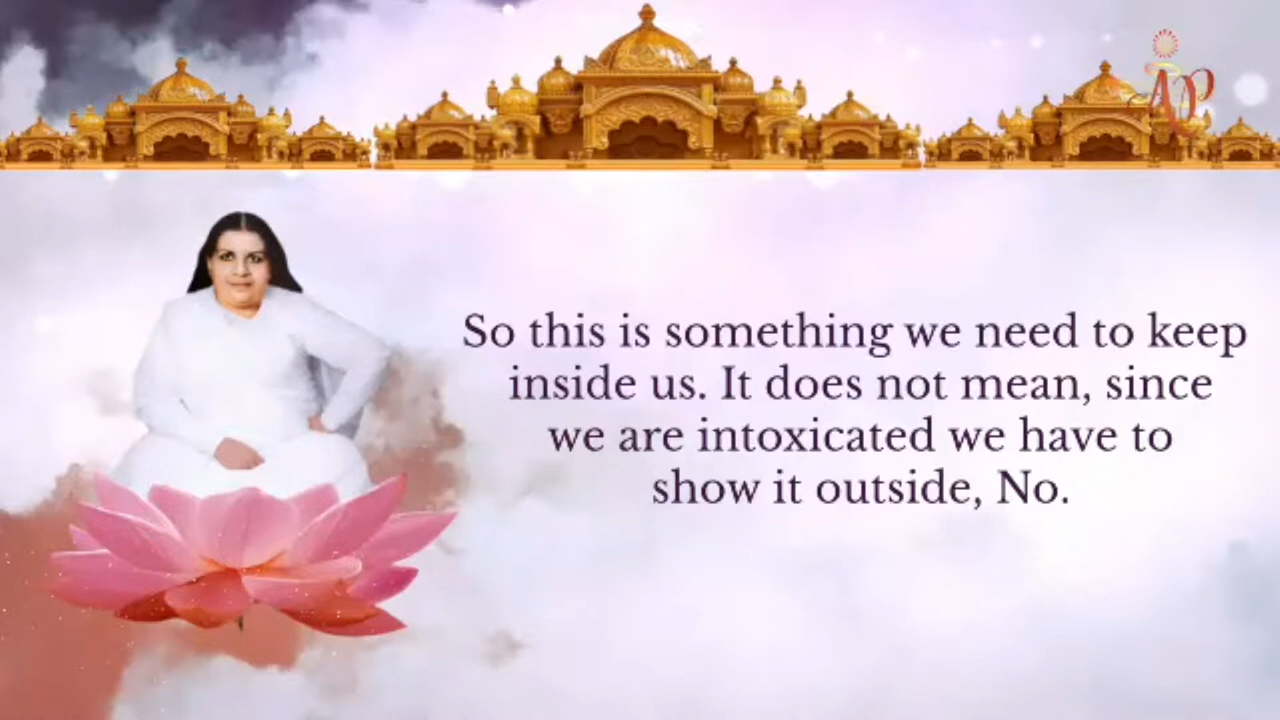 AP
So this is something we need to keep
inside us. It does not mean, since
we are intoxicated we have to
show it outside, No.